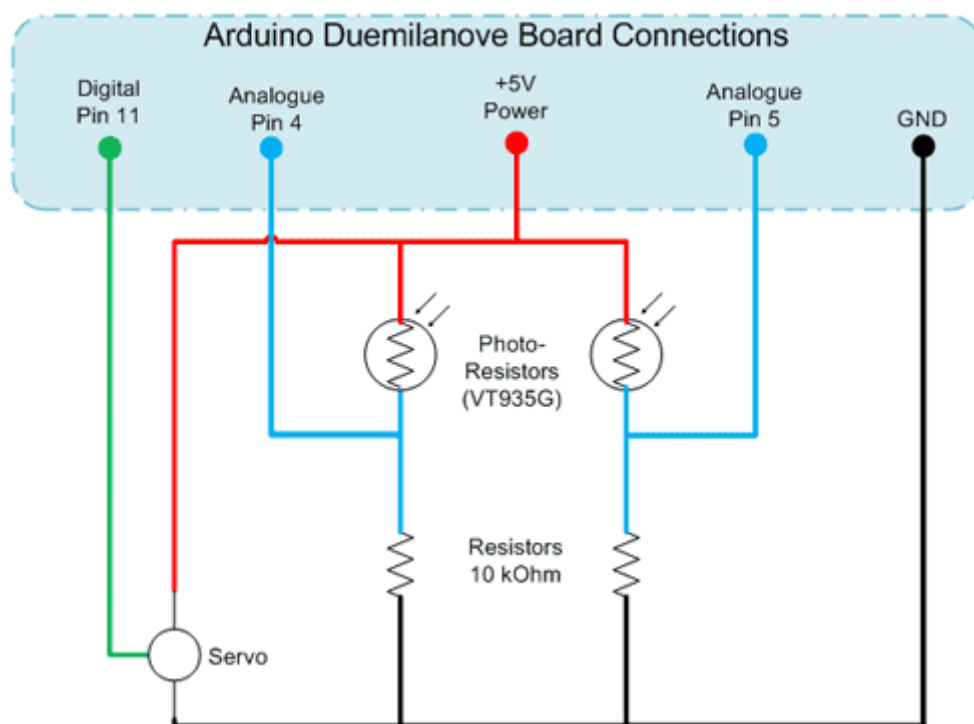 Arduino Duemilanove Board Connections
Digital
Pin 11
Analogue
Pin 4
+5V
Power
Analogue
Pin 5
GND
Photo-
Resistors
(VT935G)
Resistors
10 kOhm
Servo